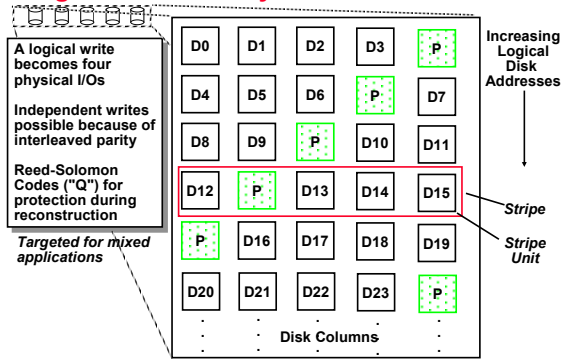 A logical write
becomes four
physical I/Os
Independent writes
possible because of
interleaved parity
Reed-Solomon
Codes ("Q") for
protection during
reconstruction
Targeted for mixed
applications
D0 D1 D2 D3 P
D4 D5 D6 P D7
D8 D9 P D10 D11
D12 P D13 D14 D15
P D16 D17 D18 D19
D20 D21 D22 D23 P
Disk Columns
Increasing
Logical
Disk
Addresses
Stripe
Stripe
Unit